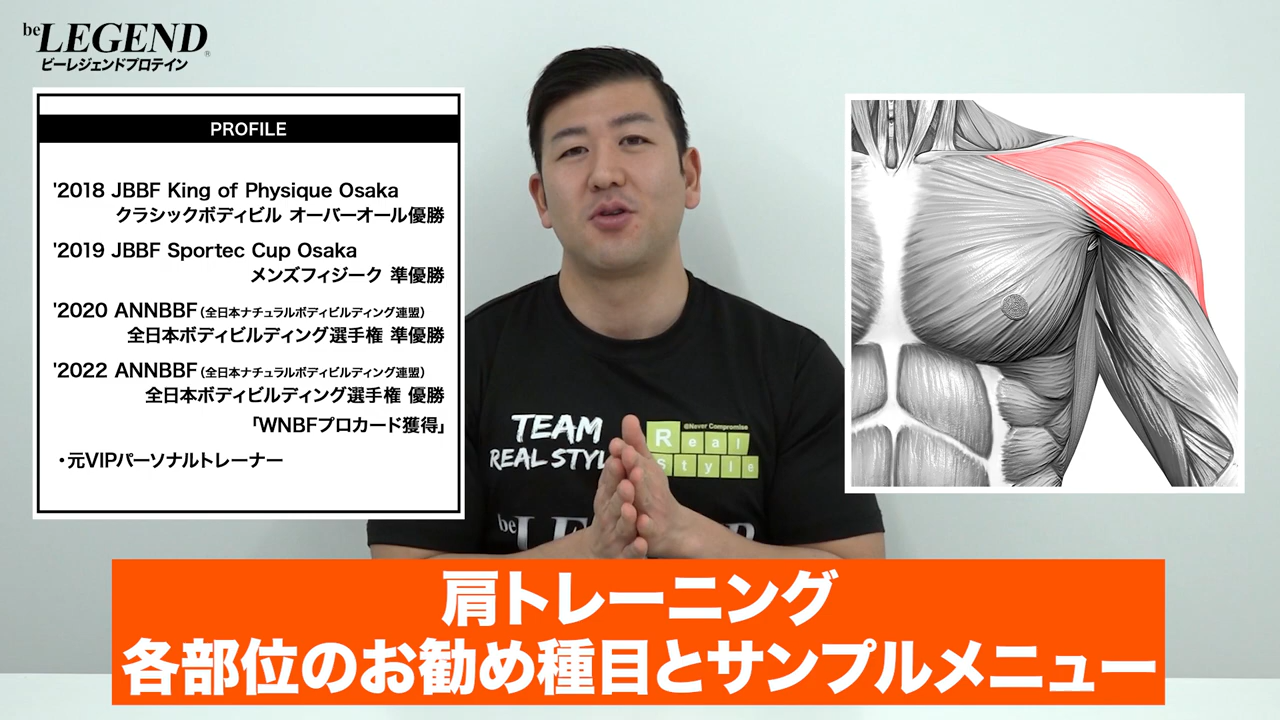 be LEGEND®
ビーレジェンドプロテイン
PROFILE
'2018 JBBF King of Physique Osaka
クラシックボディビル オーバーオール優勝
'2019 JBBF Sportec Cup Osaka
メンズフィジーク 準優勝
'2020 ANNBBF（全日本ナチュラルボディビルディング連盟）
全日本ボディビルディング選手権 準優勝
'2022 ANNBBF（全日本ナチュラルボディビルディング連盟）
全日本ボディビルディング選手権 優勝
「WNBFプロカード獲得」
・元VIPパーソナルトレーナー
TEAM
REAL STYL
@Never Compromise
Real
Style
be LEGEND
肩トレーニング
各部位のお勧め種目とサンプルメニュー